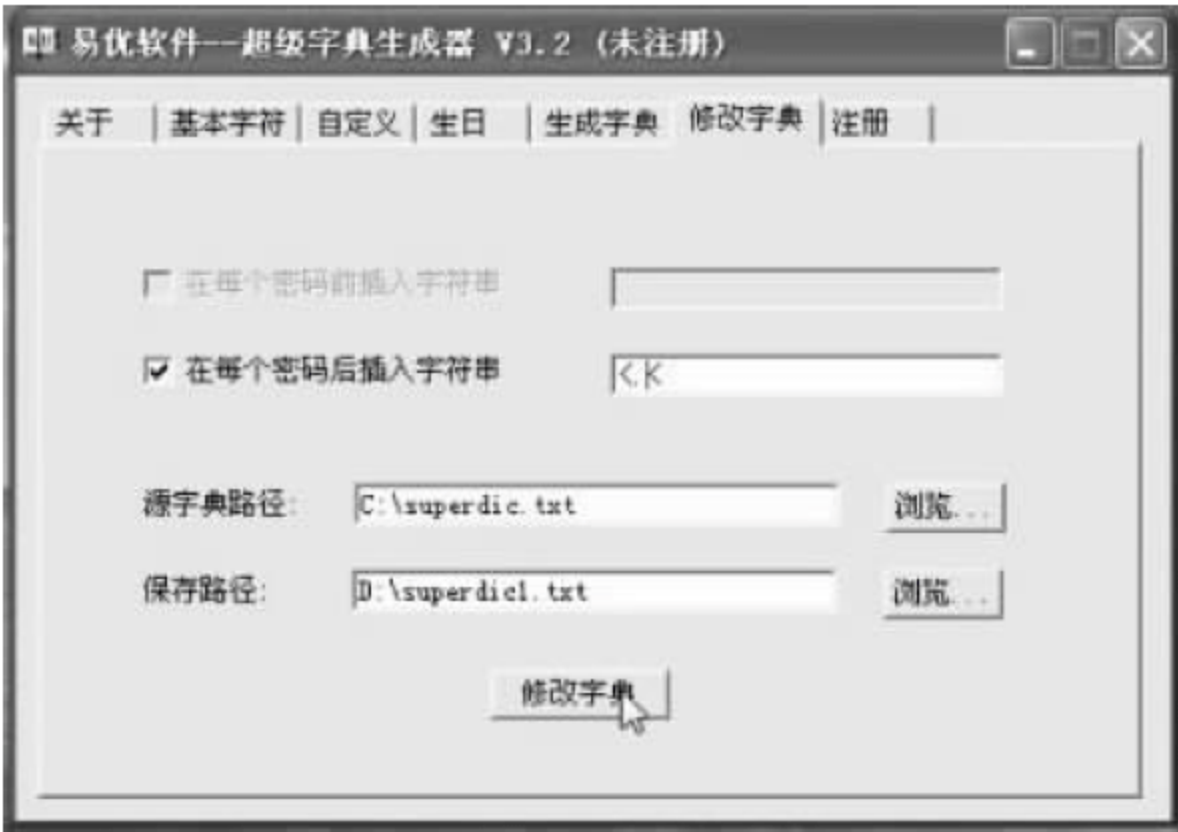 易优软件--超级字典生成器 V3.2 (未注册)
关于 基本字符 自定义 生日 生成字典 修改字典 注册
在每个密码前插入字符串
在每个密码后插入字符串 <.K
源字典路径: C:\superdic.txt 浏览...
保存路径: D:\superdic1.txt 浏览...
修改字典